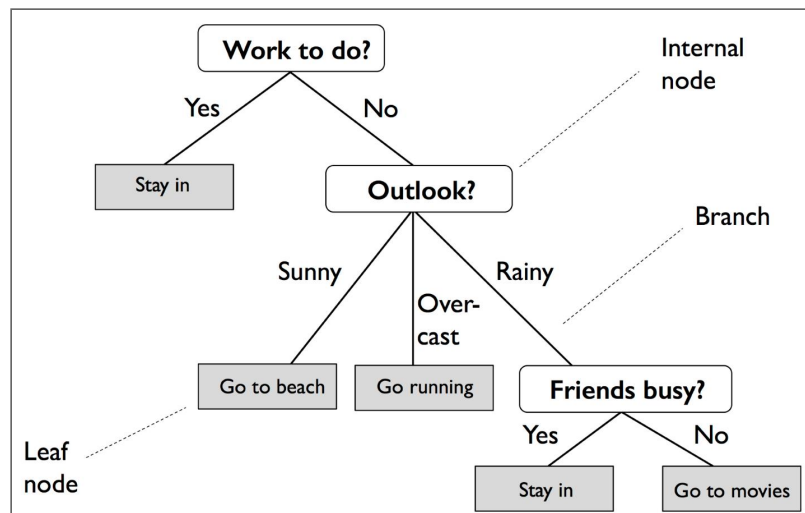 Work to do?
Internal
node
Yes
No
Stay in
Outlook?
Branch
Sunny
Rainy
Over-
cast
Go to beach
Go running
Friends busy?
Leaf
node
Yes
No
Stay in
Go to movies